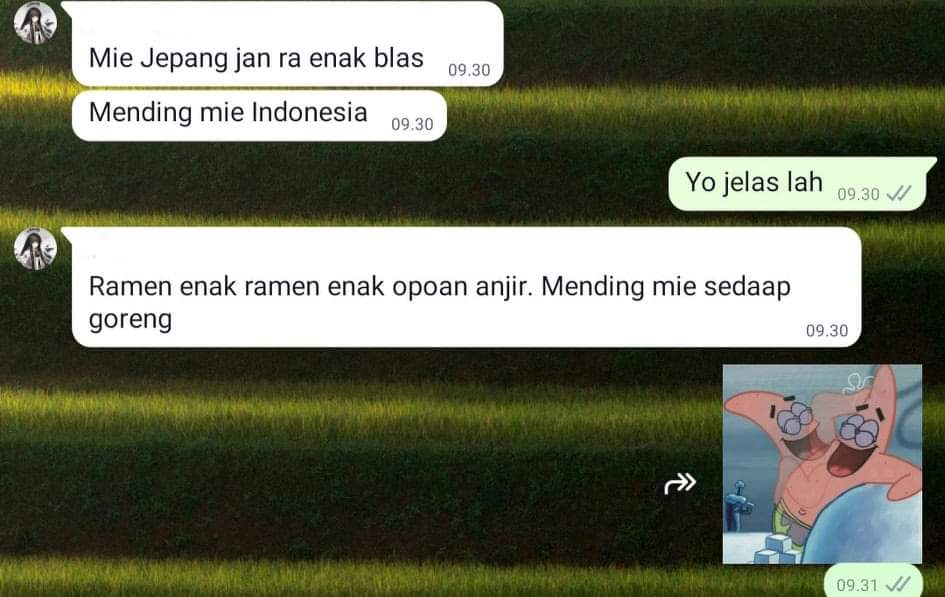 Mie Jepang jan ra enak blas
09.30
Mending mie Indonesia
09.30
Yo jelas lah
09.30
Ramen enak ramen enak opoan anjir. Mending mie sedaap
goreng
09.30
09.31